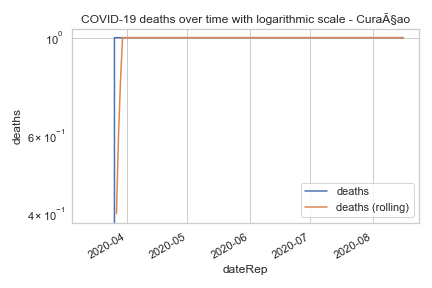 COVID-19 deaths over time with logarithmic scale - CuraÃ§ao
10⁰
6 × 10⁻¹
4 × 10⁻¹
deaths
deaths
deaths (rolling)
2020-04
2020-05
2020-06
2020-07
2020-08
dateRep